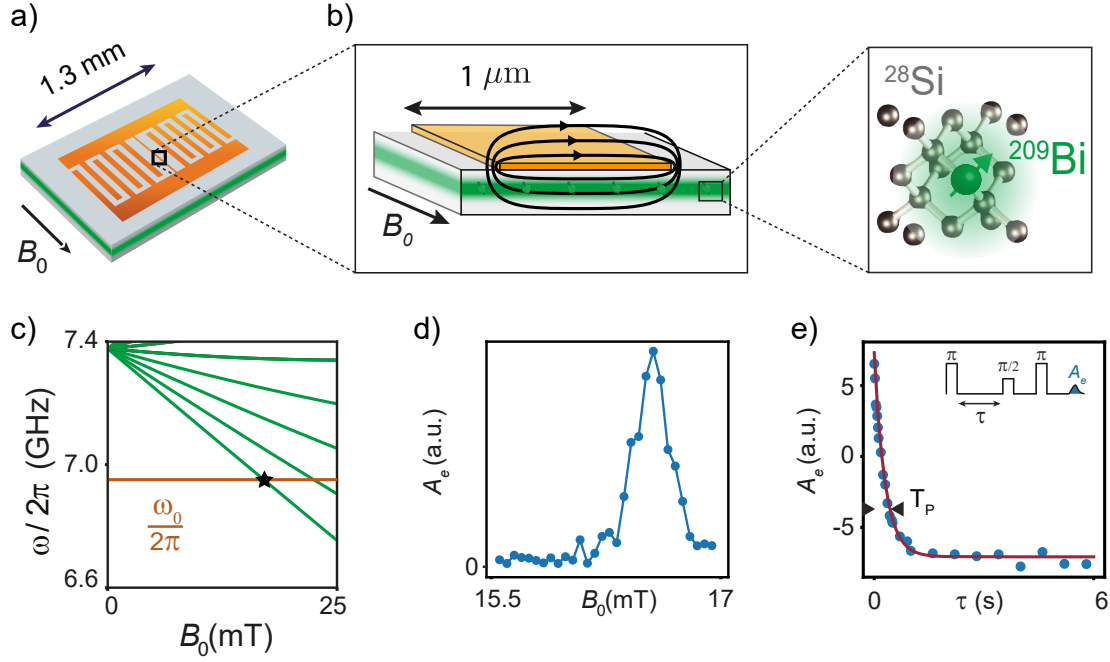 a)
1.3 mm
B₀
b)
1 μm
B₀
²⁸Si
²⁰⁹Bi
c)
7.4
7.0
6.6
ω/2π (GHz)
ω₀
2π
0
25
B₀(mT)
d)
Aₑ(a.u.)
0
15.5
B₀(mT)
17
e)
5
0
-5
Aₑ(a.u.)
π
π/2
π
Aₑ
τ
T_P
0
τ (s)
6